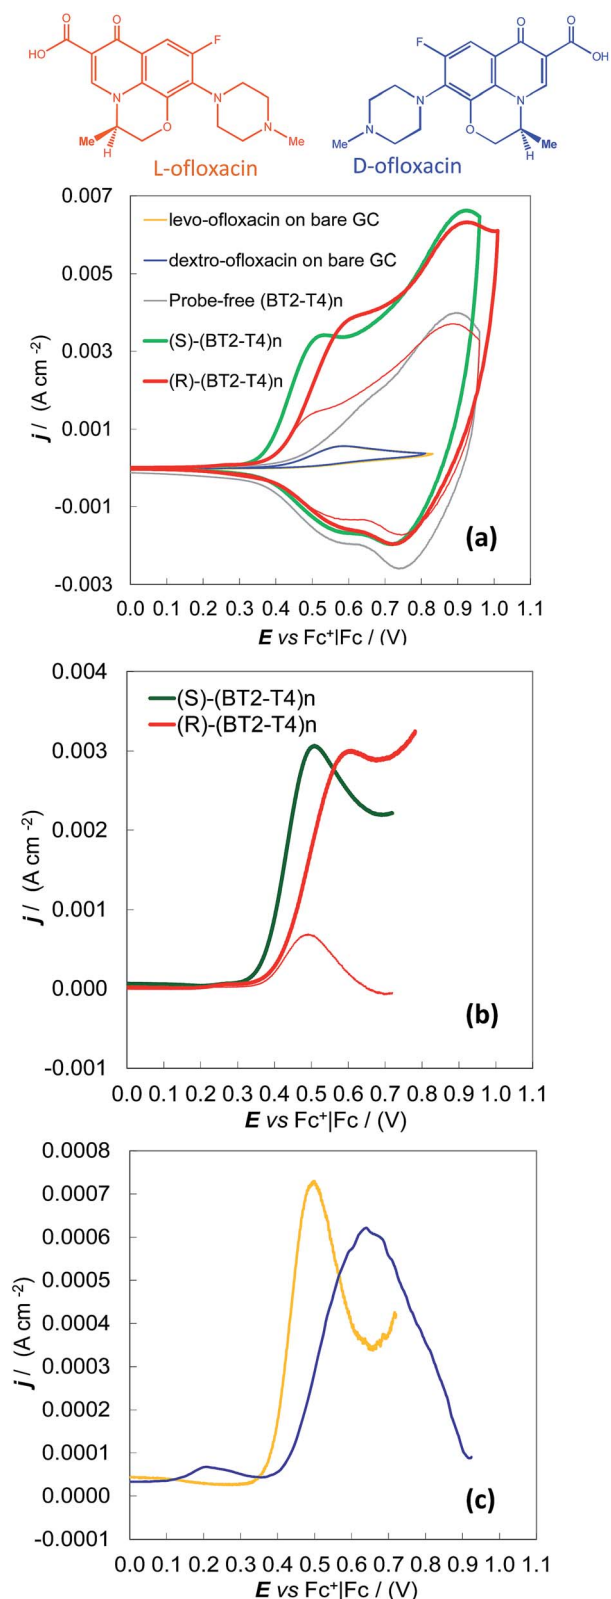 O O
HO F
N N
O N
Me H Me
L-ofloxacin
O O
F OH
N N
N O
Me Me
H
D-ofloxacin
0.007
0.005
0.003
0.001
-0.001
-0.003
j / (A cm -2)
levo-ofloxacin on bare GC
dextro-ofloxacin on bare GC
Probe-free (BT2-T4)n
(S)-(BT2-T4)n
(R)-(BT2-T4)n
(a)
0.0 0.1 0.2 0.3 0.4 0.5 0.6 0.7 0.8 0.9 1.0 1.1
E vs Fc+|Fc / (V)
0.004
0.003
0.002
0.001
0.000
-0.001
j / (A cm -2)
(S)-(BT2-T4)n
(R)-(BT2-T4)n
(b)
0.0 0.1 0.2 0.3 0.4 0.5 0.6 0.7 0.8 0.9 1.0 1.1
E vs Fc+|Fc / (V)
0.0008
0.0007
0.0006
0.0005
0.0004
0.0003
0.0002
0.0001
0.0000
-0.0001
j / (A cm -2)
(c)
0.0 0.1 0.2 0.3 0.4 0.5 0.6 0.7 0.8 0.9 1.0 1.1
E vs Fc+|Fc / (V)